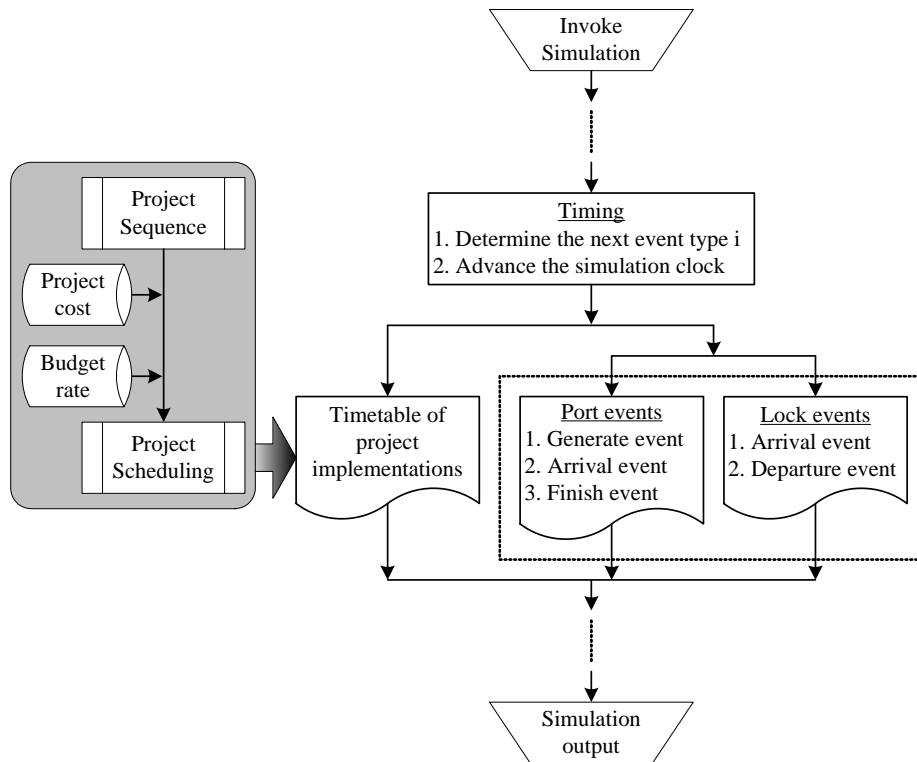 Invoke
Simulation
Project
Sequence
Project
cost
Budget
rate
Project
Scheduling
Timing
1. Determine the next event type i
2. Advance the simulation clock
Timetable of
project
implementations
Port events
1. Generate event
2. Arrival event
3. Finish event
Lock events
1. Arrival event
2. Departure event
Simulation
output